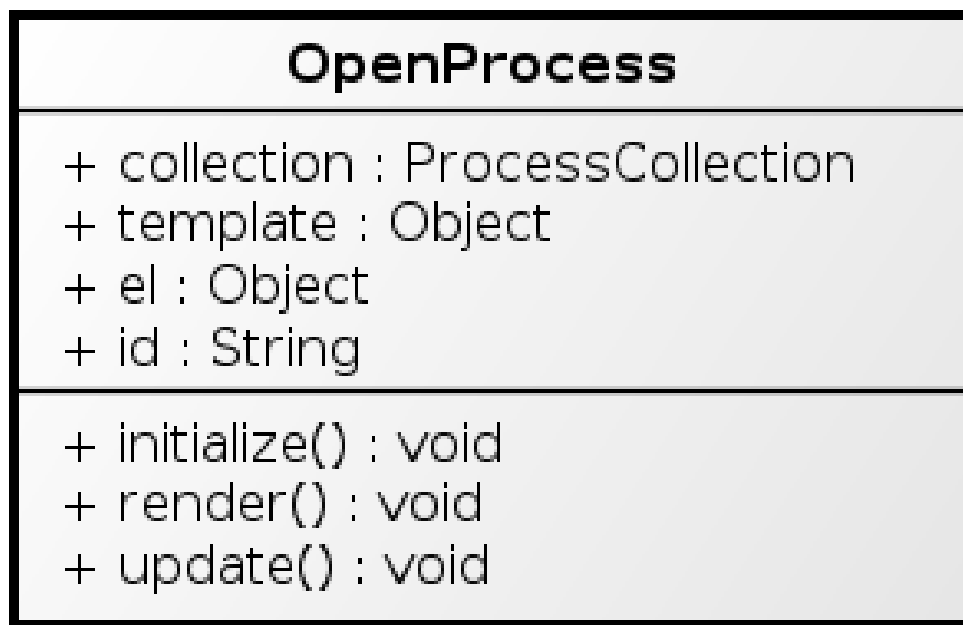 OpenProcess
+ collection : ProcessCollection
+ template : Object
+ el : Object
+ id : String
+ initialize() : void
+ render() : void
+ update() : void